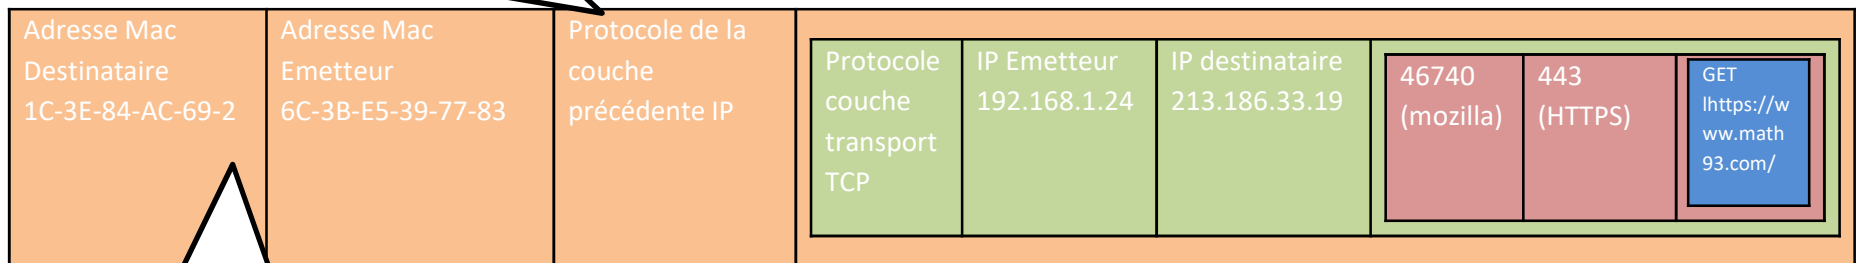 Adresse Mac
Destinataire
1C-3E-84-AC-69-2
Adresse Mac
Emetteur
6C-3B-E5-39-77-83
Protocole de la
couche
précédente IP
Protocole
couche
transport
TCP
IP Emetteur
192.168.1.24
IP destinataire
213.186.33.19
46740
(mozilla)
443
(HTTPS)
GET
lhttps://w
ww.math
93.com/